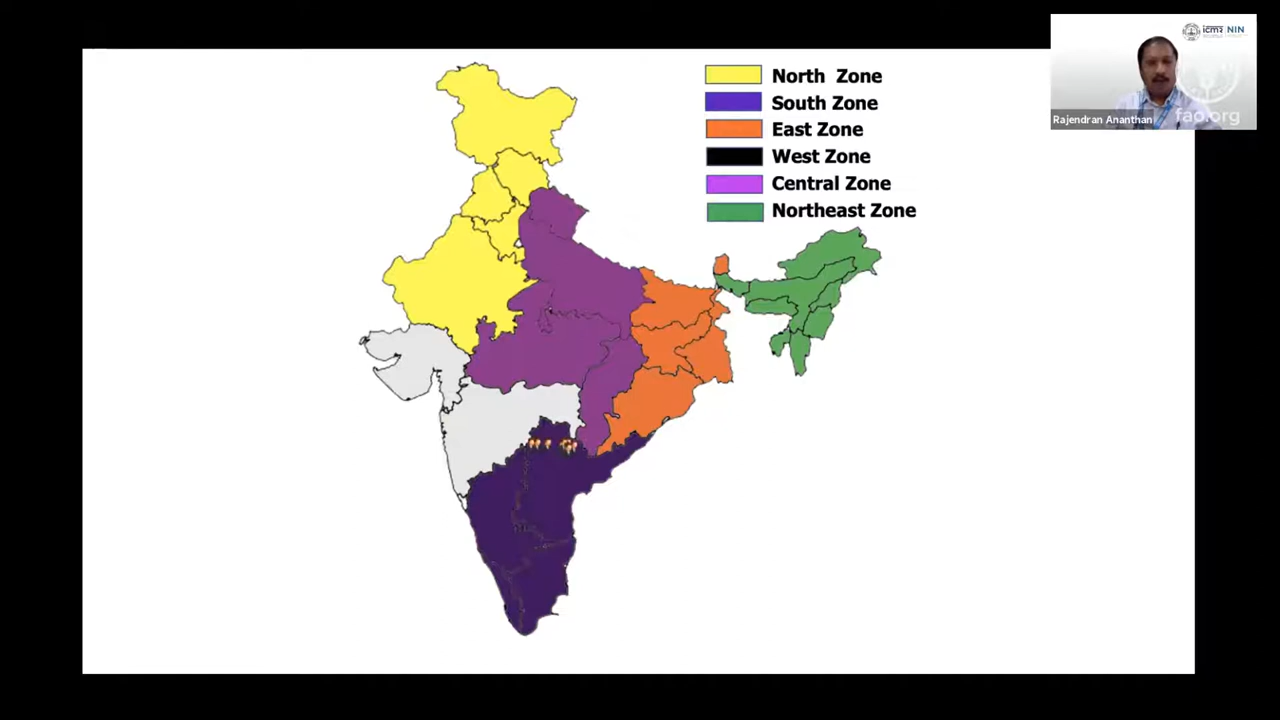 North Zone
South Zone
East Zone
West Zone
Central Zone
Northeast Zone
icmr NIN
fao.org
Rajendran Ananthan